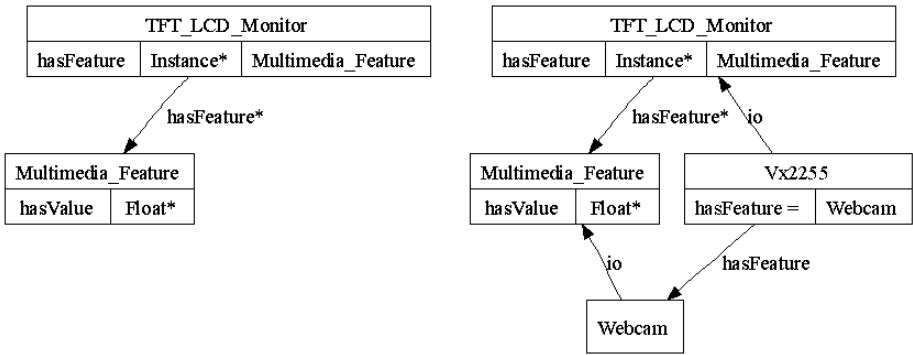 TFT_LCD_Monitor
hasFeature Instance* Multimedia_Feature
hasFeature*
Multimedia_Feature
hasValue Float*
TFT_LCD_Monitor
hasFeature Instance* Multimedia_Feature
hasFeature* io
Multimedia_Feature
hasValue Float*
Vx2255
hasFeature = Webcam
io hasFeature
Webcam